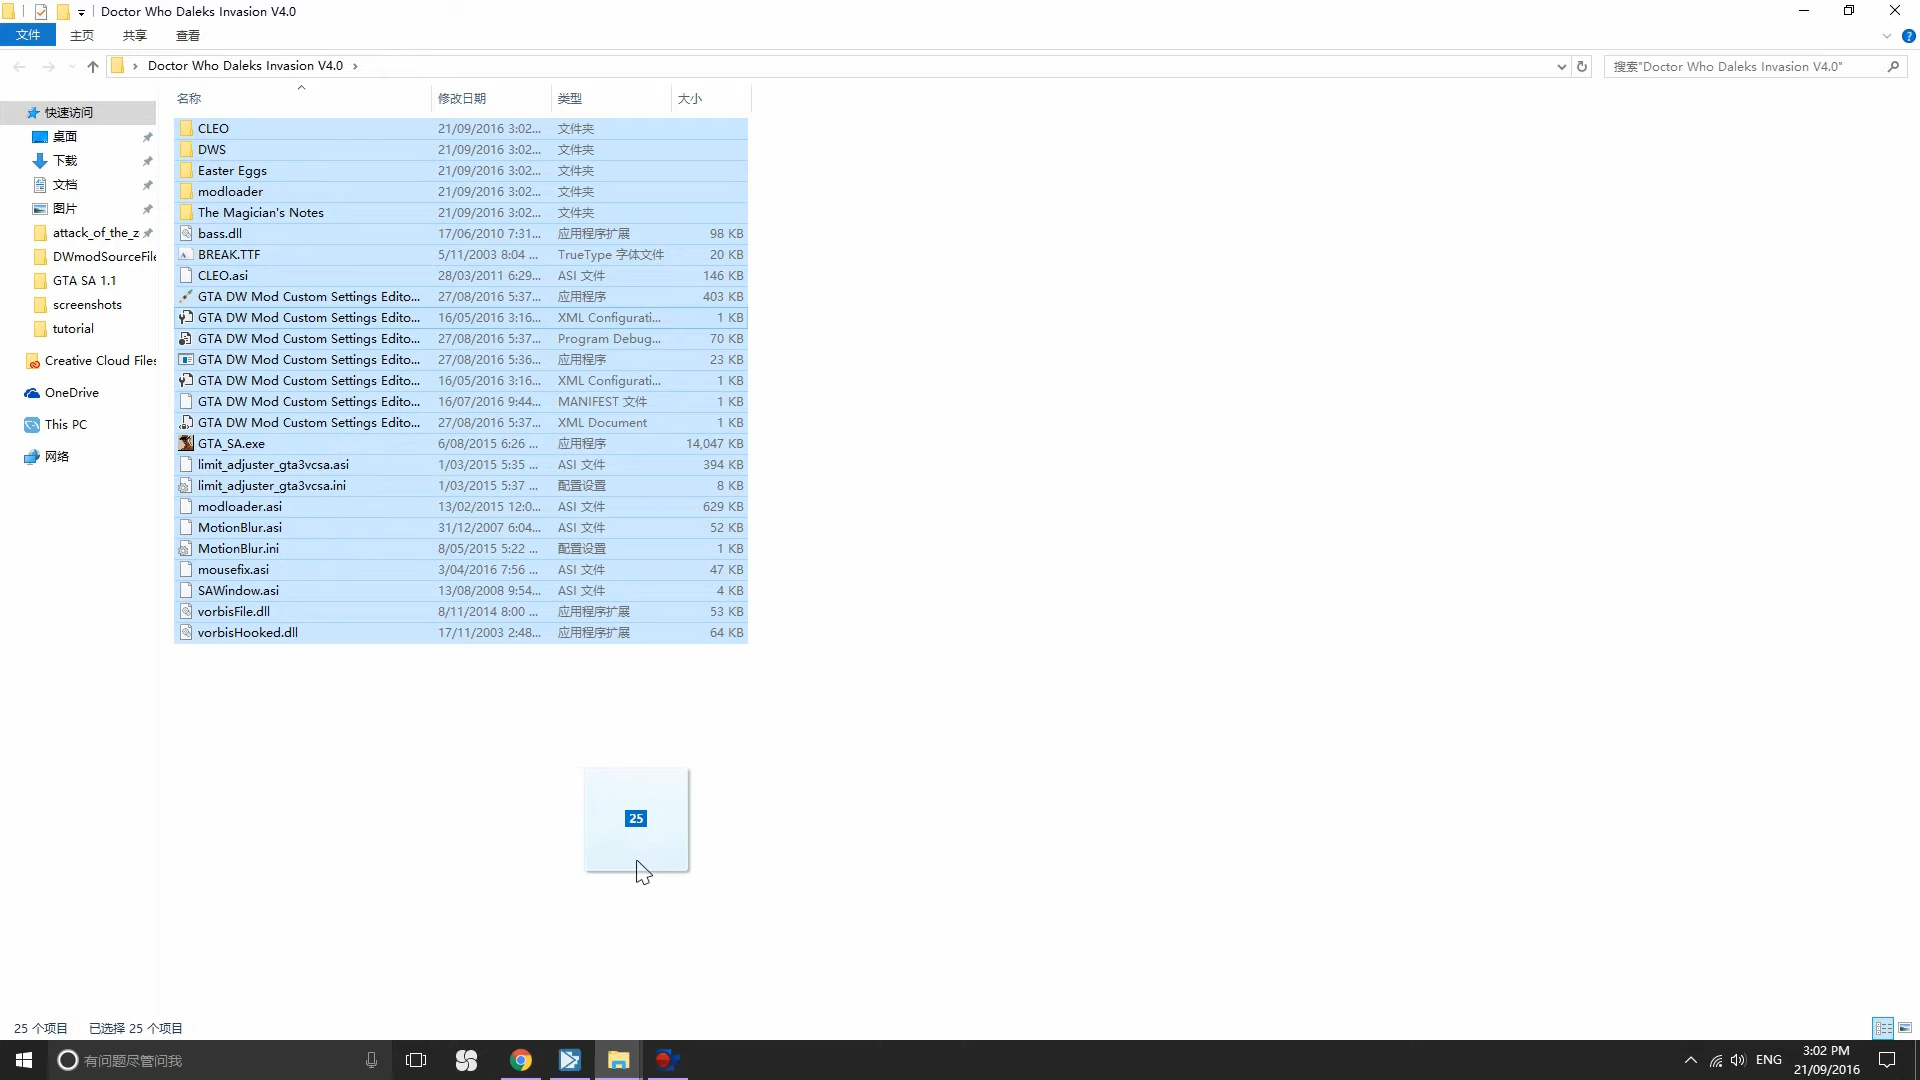 Doctor Who Daleks Invasion V4.0
文件 主页 共享 查看
Doctor Who Daleks Invasion V4.0
搜索"Doctor Who Daleks Invasion V4.0"
名称 修改日期 类型 大小
快速访问
桌面
下载
文档
图片
attack_of_the_z
DWmodSourceFile
GTA SA 1.1
screenshots
tutorial
Creative Cloud Files
OneDrive
This PC
网络
CLEO 21/09/2016 3:02... 文件夹
DWS 21/09/2016 3:02... 文件夹
Easter Eggs 21/09/2016 3:02... 文件夹
modloader 21/09/2016 3:02... 文件夹
The Magician's Notes 21/09/2016 3:02... 文件夹
bass.dll 17/06/2010 7:31... 应用程序扩展 98 KB
BREAK.TTF 5/11/2003 8:04 ... TrueType 字体文件 20 KB
CLEO.asi 28/03/2011 6:29... ASI 文件 146 KB
GTA DW Mod Custom Settings Edito... 27/08/2016 5:37... 应用程序 403 KB
GTA DW Mod Custom Settings Edito... 16/05/2016 3:16... XML Configurati... 1 KB
GTA DW Mod Custom Settings Edito... 27/08/2016 5:37... Program Debug... 70 KB
GTA DW Mod Custom Settings Edito... 27/08/2016 5:36... 应用程序 23 KB
GTA DW Mod Custom Settings Edito... 16/05/2016 3:16... XML Configurati... 1 KB
GTA DW Mod Custom Settings Edito... 16/07/2016 9:44... MANIFEST 文件 1 KB
GTA DW Mod Custom Settings Edito... 27/08/2016 5:37... XML Document 1 KB
GTA_SA.exe 6/08/2015 6:26 ... 应用程序 14,047 KB
limit_adjuster_gta3vcsa.asi 1/03/2015 5:35 ... ASI 文件 394 KB
limit_adjuster_gta3vcsa.ini 1/03/2015 5:37 ... 配置设置 8 KB
modloader.asi 13/02/2015 12:0... ASI 文件 629 KB
MotionBlur.asi 31/12/2007 6:04... ASI 文件 52 KB
MotionBlur.ini 8/05/2015 5:22 ... 配置设置 1 KB
mousefix.asi 3/04/2016 7:56 ... ASI 文件 47 KB
SAWindow.asi 13/08/2008 9:54... ASI 文件 4 KB
vorbisFile.dll 8/11/2014 8:00 ... 应用程序扩展 53 KB
vorbisHooked.dll 17/11/2003 2:48... 应用程序扩展 64 KB
25
25 个项目 已选择 25 个项目
有问题尽管问我
ENG
3:02 PM
21/09/2016